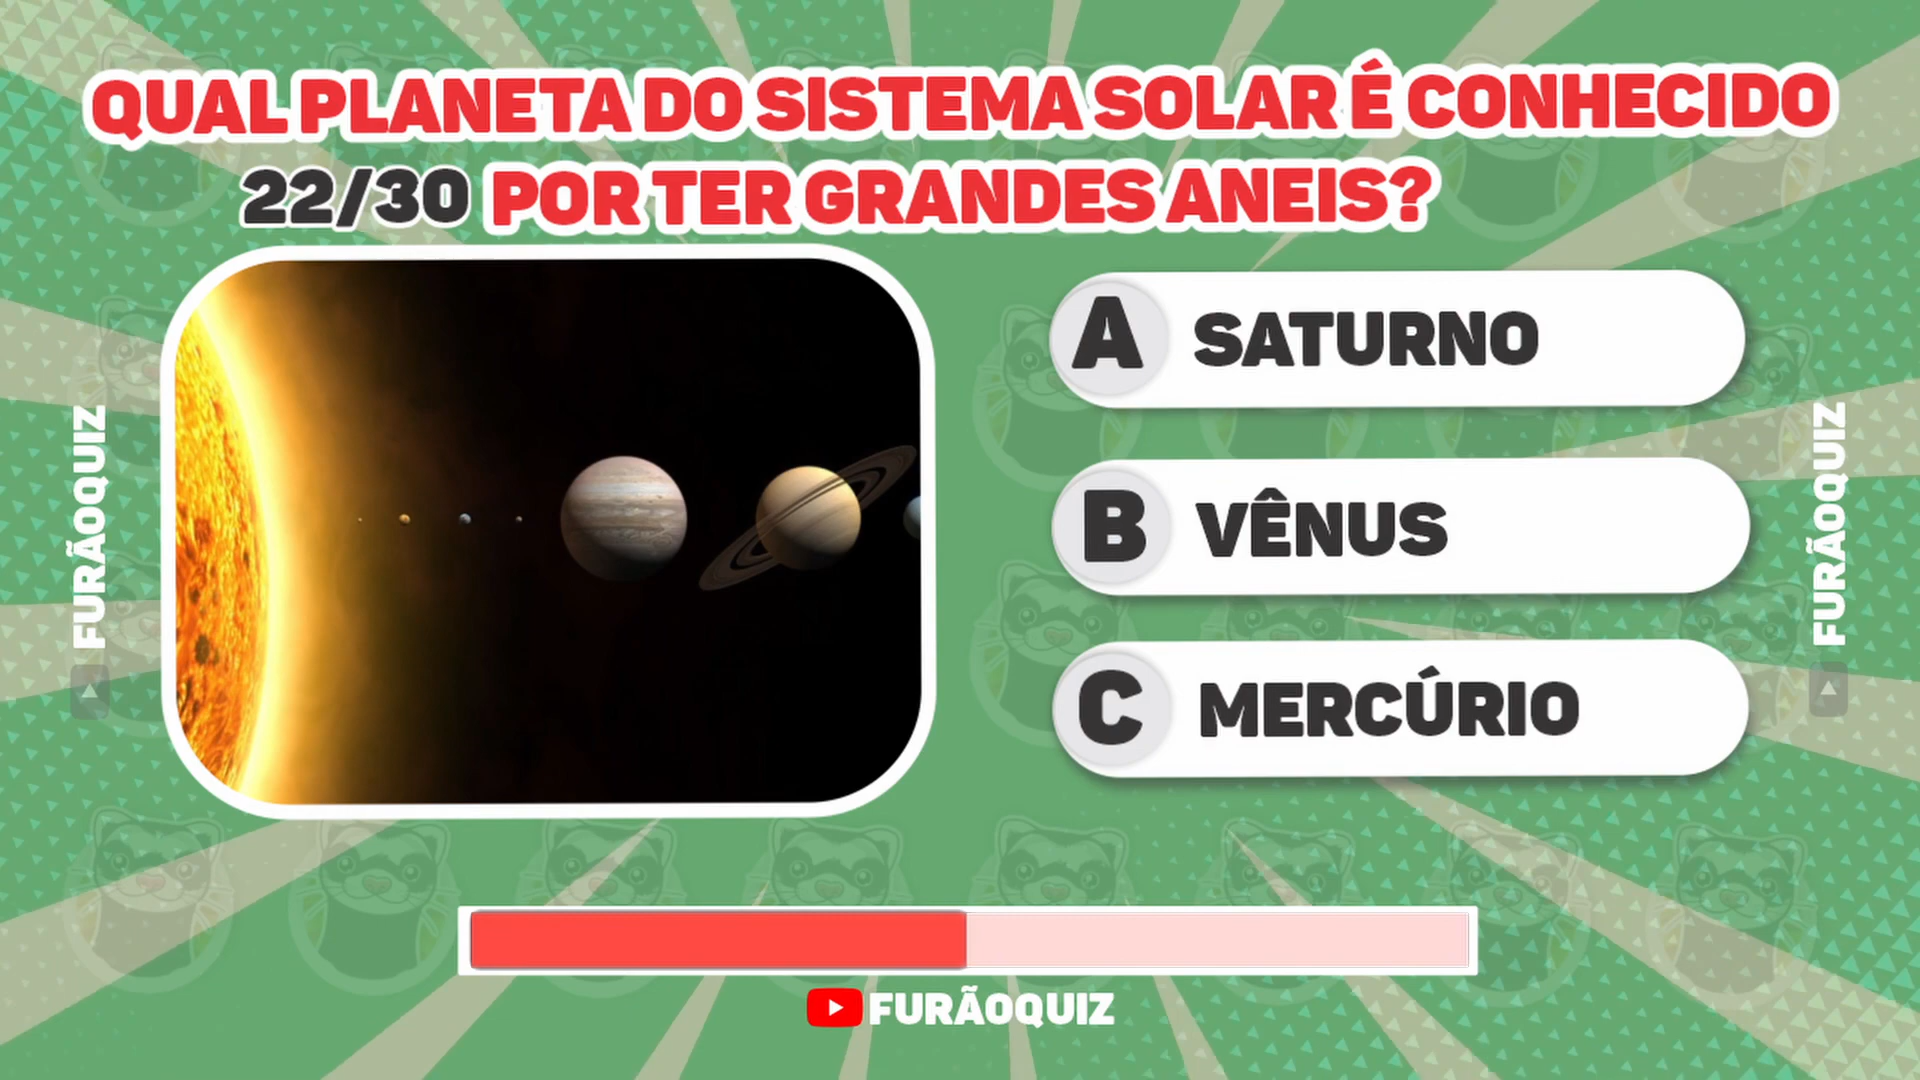 QUAL PLANETA DO SISTEMA SOLAR É CONHECIDO
22/30 POR TER GRANDES ANEIS?
A SATURNO
B VÊNUS
C MERCÚRIO
FURÃOQUIZ
FURÃOQUIZ
FURÃOQUIZ